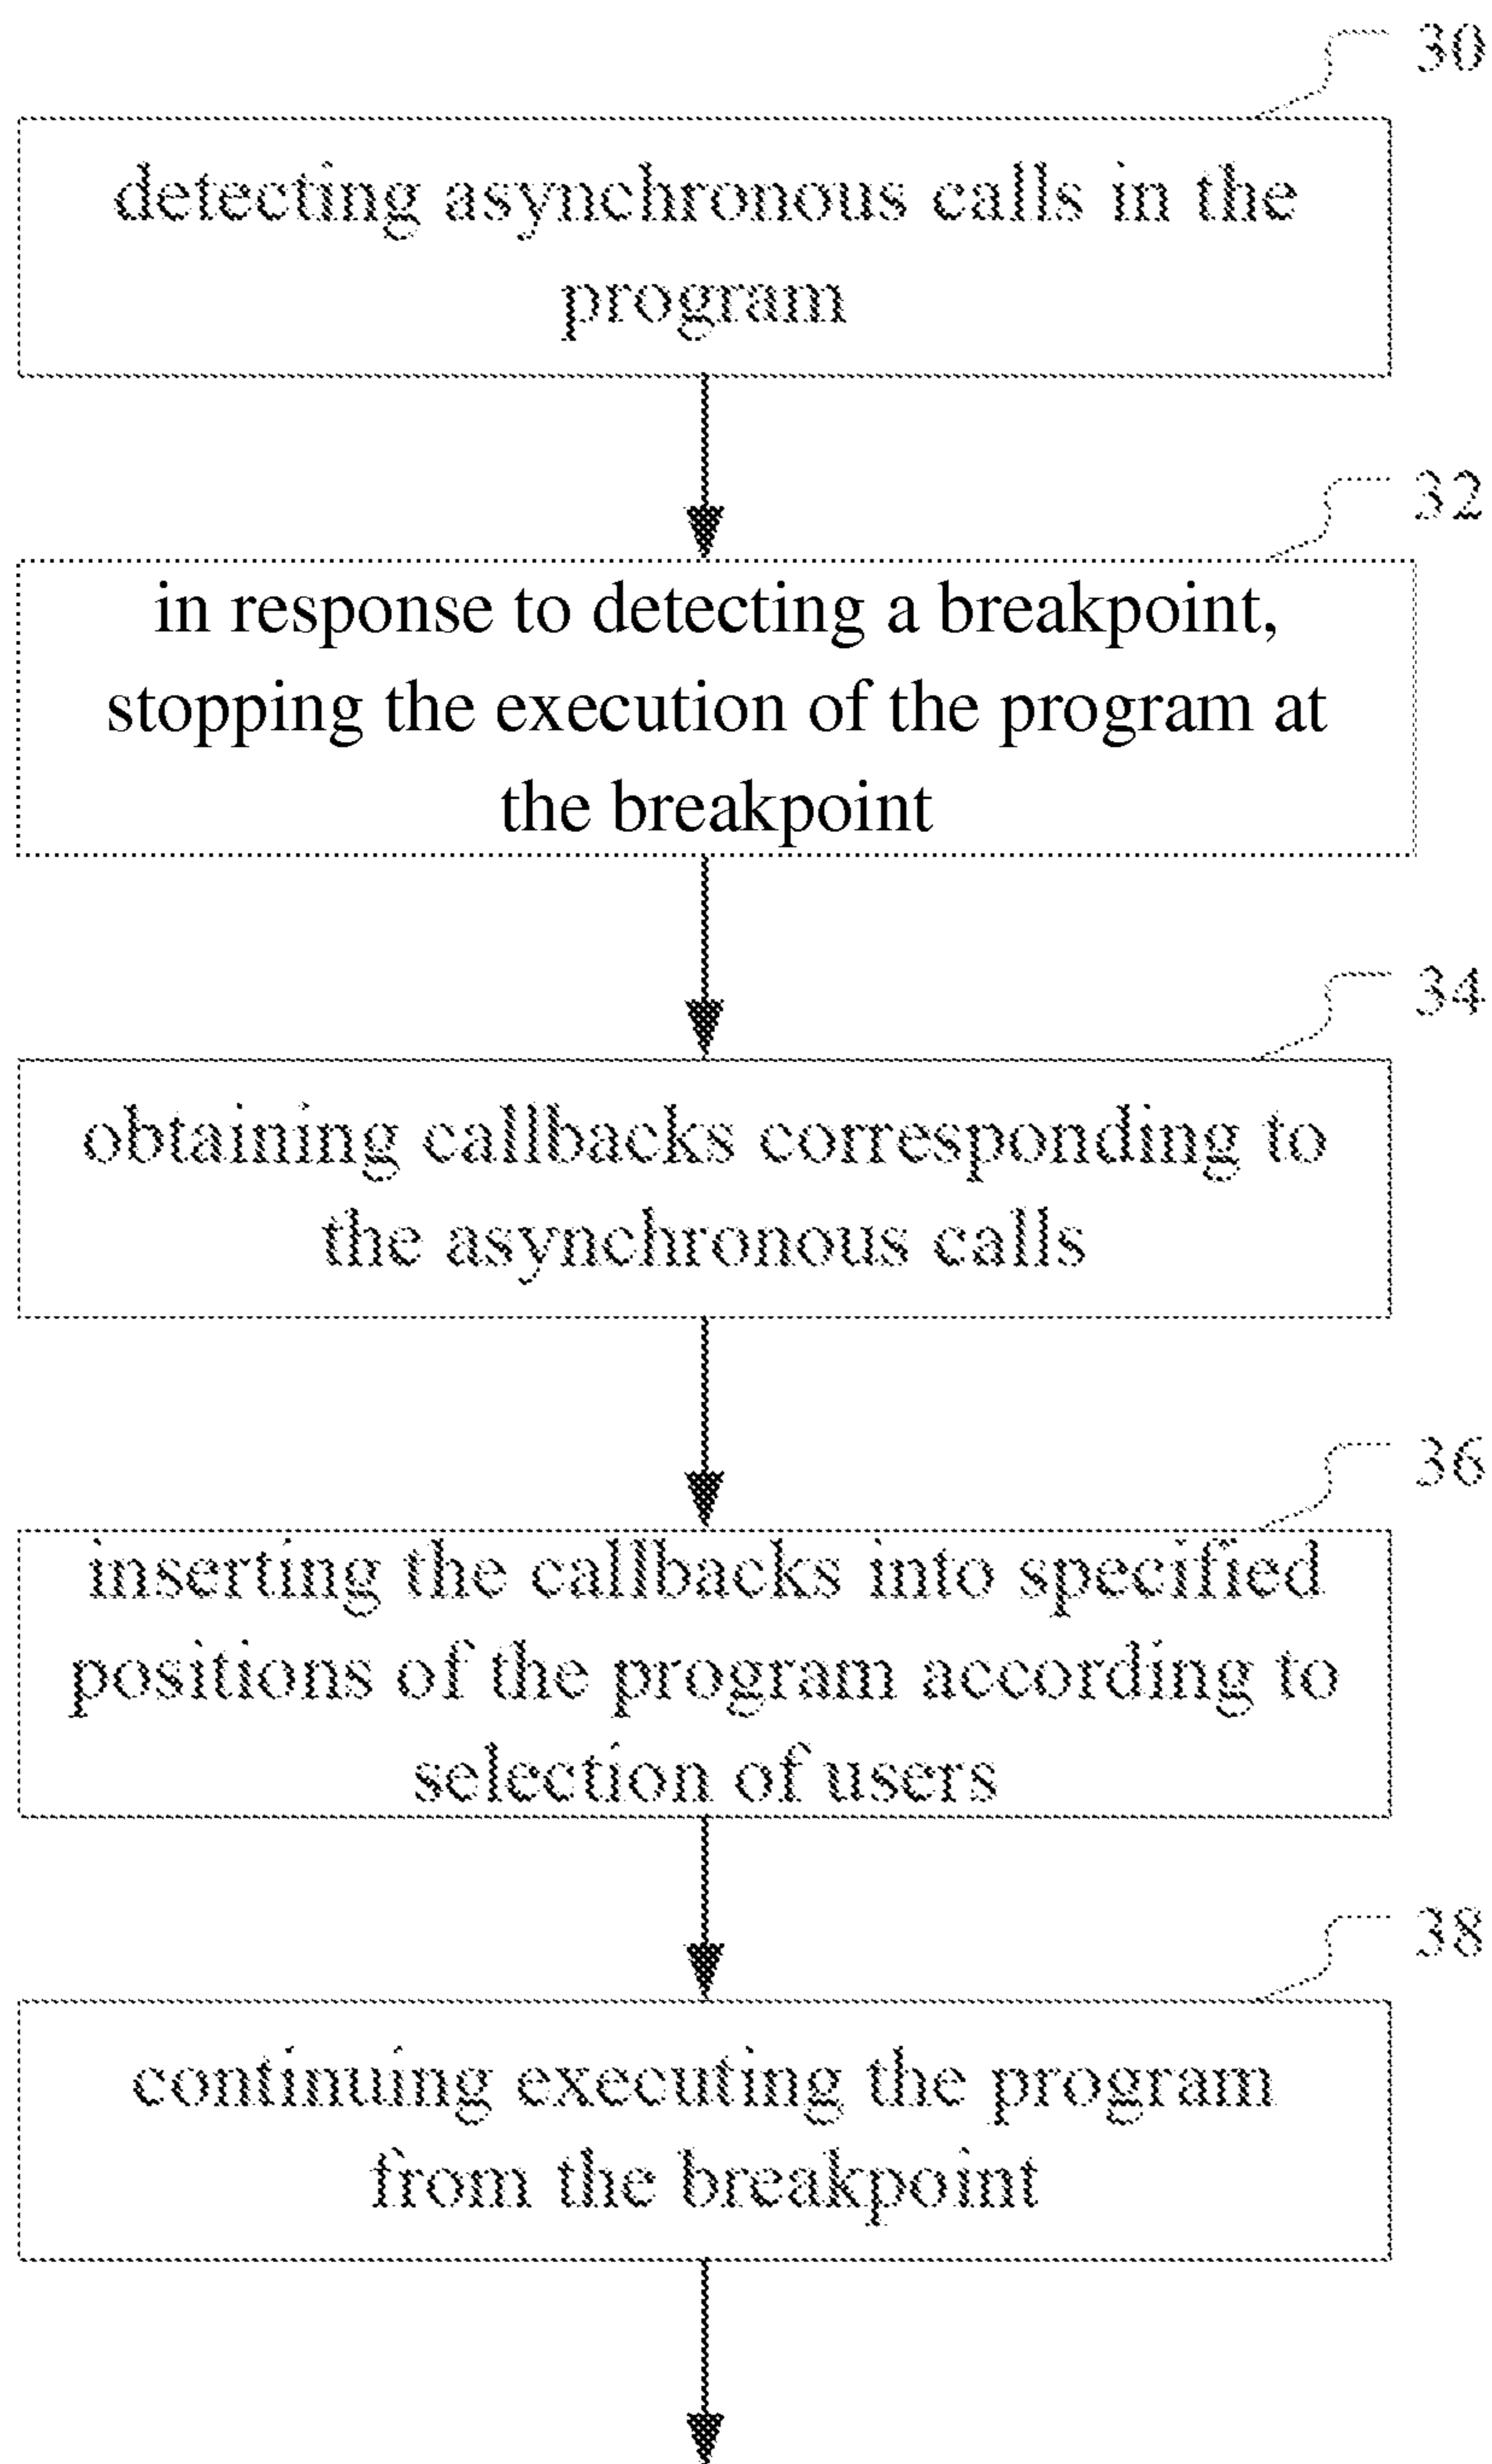 30
detecting asynchronous calls in the
program
32
in response to detecting a breakpoint,
stopping the execution of the program at
the breakpoint
34
obtaining callbacks corresponding to
the asynchronous calls
36
inserting the callbacks into specified
positions of the program according to
selection of users
38
continuing executing the program
from the breakpoint